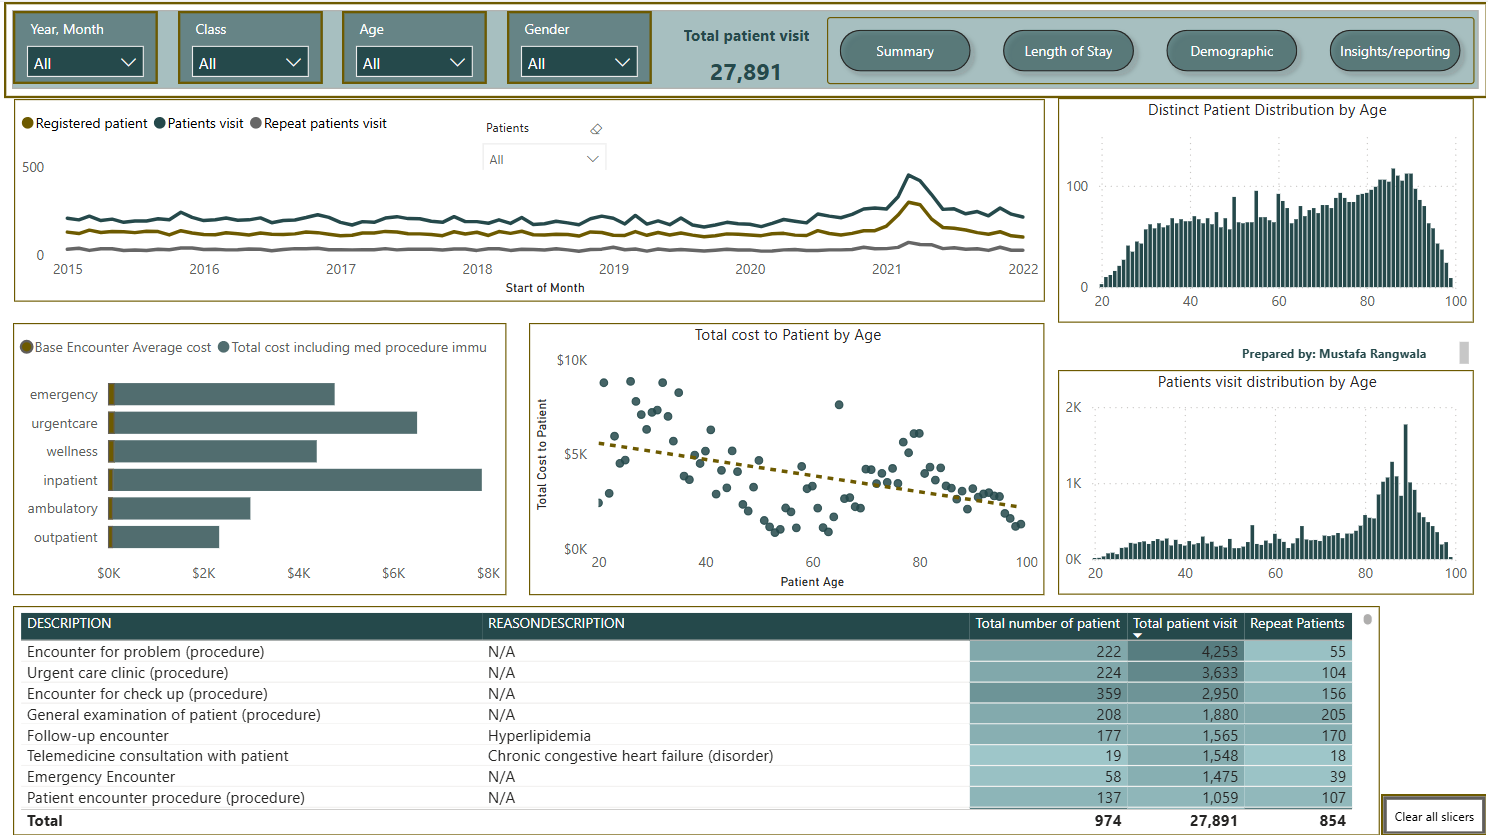 Year, Month
All
Class
All
Age
All
Gender
All
Total patient visit
27,891
Summary
Length of Stay
Demographic
Insights/reporting
Registered patient Patients visit Repeat patients visit
Patients
All
500
0
2015 2016 2017 2018 2019 2020 2021 2022
Start of Month
Distinct Patient Distribution by Age
100
0
20 40 60 80 100
Base Encounter Average cost Total cost including med procedure immu
emergency
urgentcare
wellness
inpatient
ambulatory
outpatient
$0K $2K $4K $6K $8K
Total cost to Patient by Age
Total Cost to Patient
$10K
$5K
$0K
20 40 60 80 100
Patient Age
Prepared by: Mustafa Rangwala
Patients visit distribution by Age
2K
1K
0K
20 40 60 80 100
DESCRIPTION REASONDESCRIPTION Total number of patient Total patient visit Repeat Patients
Encounter for problem (procedure) N/A 222 4,253 55
Urgent care clinic (procedure) N/A 224 3,633 104
Encounter for check up (procedure) N/A 359 2,950 156
General examination of patient (procedure) N/A 208 1,880 205
Follow-up encounter Hyperlipidemia 177 1,565 170
Telemedicine consultation with patient Chronic congestive heart failure (disorder) 19 1,548 18
Emergency Encounter N/A 58 1,475 39
Patient encounter procedure (procedure) N/A 137 1,059 107
Total 974 27,891 854
Clear all slicers